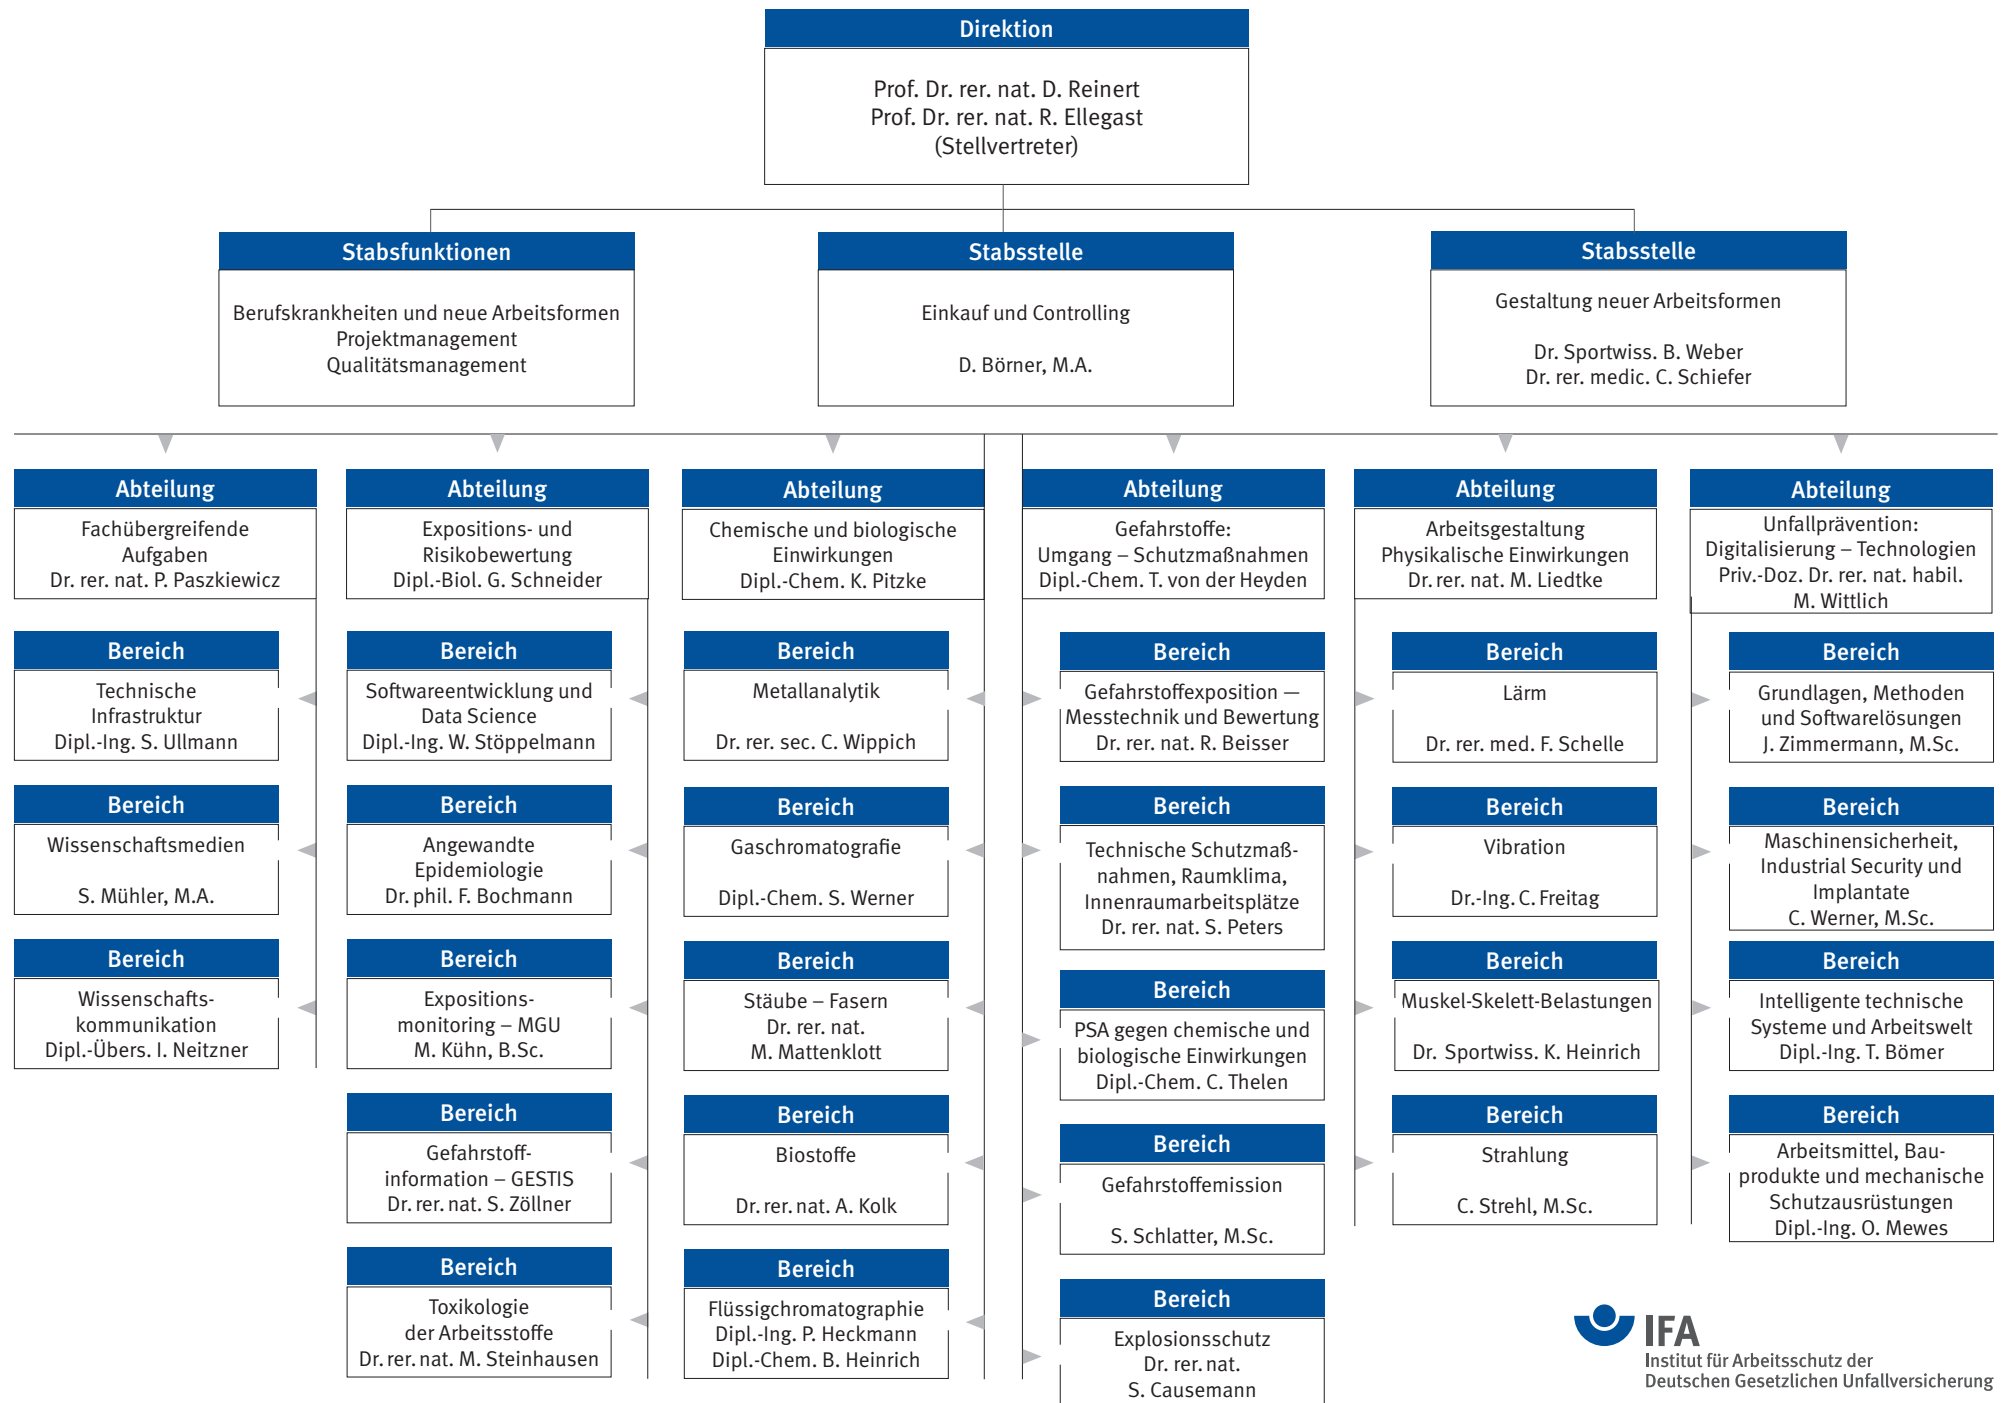 Direktion
Prof. Dr. rer. nat. D. Reinert
Prof. Dr. rer. nat. R. Ellegast
(Stellvertreter)
Stabsfunktionen
Berufskrankheiten und neue Arbeitsformen
Projektmanagement
Qualitätsmanagement
Stabsstelle
Einkauf und Controlling
D. Börner, M.A.
Stabsstelle
Gestaltung neuer Arbeitsformen
Dr. Sportwiss. B. Weber
Dr. rer. medic. C. Schiefer
Abteilung
Fachübergreifende
Aufgaben
Dr. rer. nat. P. Paszkiewicz
Bereich
Technische
Infrastruktur
Dipl.-Ing. S. Ullmann
Bereich
Wissenschaftsmedien
S. Mühler, M.A.
Bereich
Wissenschafts-
kommunikation
Dipl.-Übers. I. Neitzner
Abteilung
Expositions- und
Risikobewertung
Dipl.-Biol. G. Schneider
Bereich
Softwareentwicklung und
Data Science
Dipl.-Ing. W. Stöppelmann
Bereich
Angewandte
Epidemiologie
Dr. phil. F. Bochmann
Bereich
Expositions-
monitoring – MGU
M. Kühn, B.Sc.
Bereich
Gefahrstoff-
information – GESTIS
Dr. rer. nat. S. Zöllner
Bereich
Toxikologie
der Arbeitsstoffe
Dr. rer. nat. M. Steinhausen
Abteilung
Chemische und biologische
Einwirkungen
Dipl.-Chem. K. Pitzke
Bereich
Metallanalytik
Dr. rer. sec. C. Wippich
Bereich
Gaschromatografie
Dipl.-Chem. S. Werner
Bereich
Stäube – Fasern
Dr. rer. nat.
M. Mattenklott
Bereich
Biostoffe
Dr. rer. nat. A. Kolk
Bereich
Flüssigchromatographie
Dipl.-Ing. P. Heckmann
Dipl.-Chem. B. Heinrich
Abteilung
Gefahrstoffe:
Umgang – Schutzmaßnahmen
Dipl.-Chem. T. von der Heyden
Bereich
Gefahrstoffexposition —
Messtechnik und Bewertung
Dr. rer. nat. R. Beisser
Bereich
Technische Schutzmaß-
nahmen, Raumklima,
Innenraumarbeitsplätze
Dr. rer. nat. S. Peters
Bereich
PSA gegen chemische und
biologische Einwirkungen
Dipl.-Chem. C. Thelen
Bereich
Gefahrstoffemission
S. Schlatter, M.Sc.
Bereich
Explosionsschutz
Dr. rer. nat.
S. Causemann
Abteilung
Arbeitsgestaltung
Physikalische Einwirkungen
Dr. rer. nat. M. Liedtke
Bereich
Lärm
Dr. rer. med. F. Schelle
Bereich
Vibration
Dr.-Ing. C. Freitag
Bereich
Muskel-Skelett-Belastungen
Dr. Sportwiss. K. Heinrich
Bereich
Strahlung
C. Strehl, M.Sc.
Abteilung
Unfallprävention:
Digitalisierung – Technologien
Priv.-Doz. Dr. rer. nat. habil.
M. Wittlich
Bereich
Grundlagen, Methoden
und Softwarelösungen
J. Zimmermann, M.Sc.
Bereich
Maschinensicherheit,
Industrial Security und
Implantate
C. Werner, M.Sc.
Bereich
Intelligente technische
Systeme und Arbeitswelt
Dipl.-Ing. T. Bömer
Bereich
Arbeitsmittel, Bau-
produkte und mechanische
Schutzausrüstungen
Dipl.-Ing. O. Mewes
IFA
Institut für Arbeitsschutz der
Deutschen Gesetzlichen Unfallversicherung